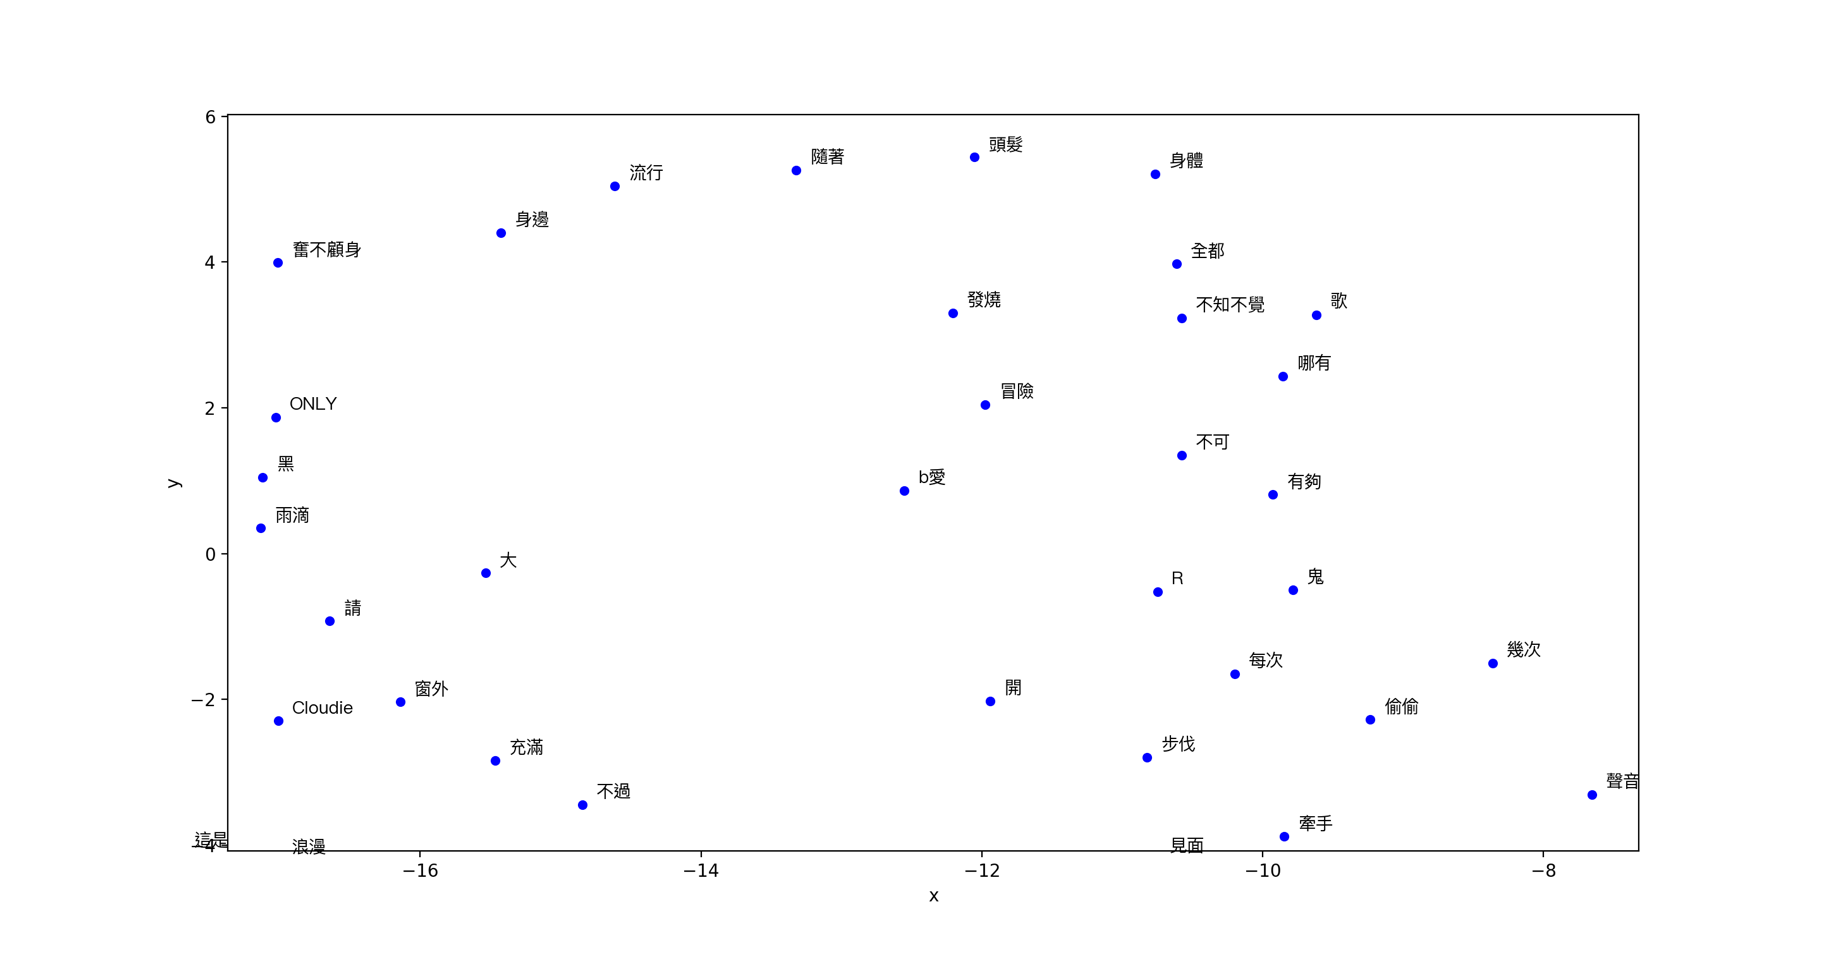 6
頭髮
隨著
身體
流行
身邊
奮不顧身
全都
4
發燒
不知不覺
歌
哪有
冒險
ONLY
2
不可
黑
b愛
有夠
y
雨滴
大
0
R
鬼
請
幾次
每次
窗外
開
−2
Cloudie
偷偷
充滿
步伐
聲音
不過
牽手
這是
−4
浪漫
見面
−16
−14
−12
−10
−8
x